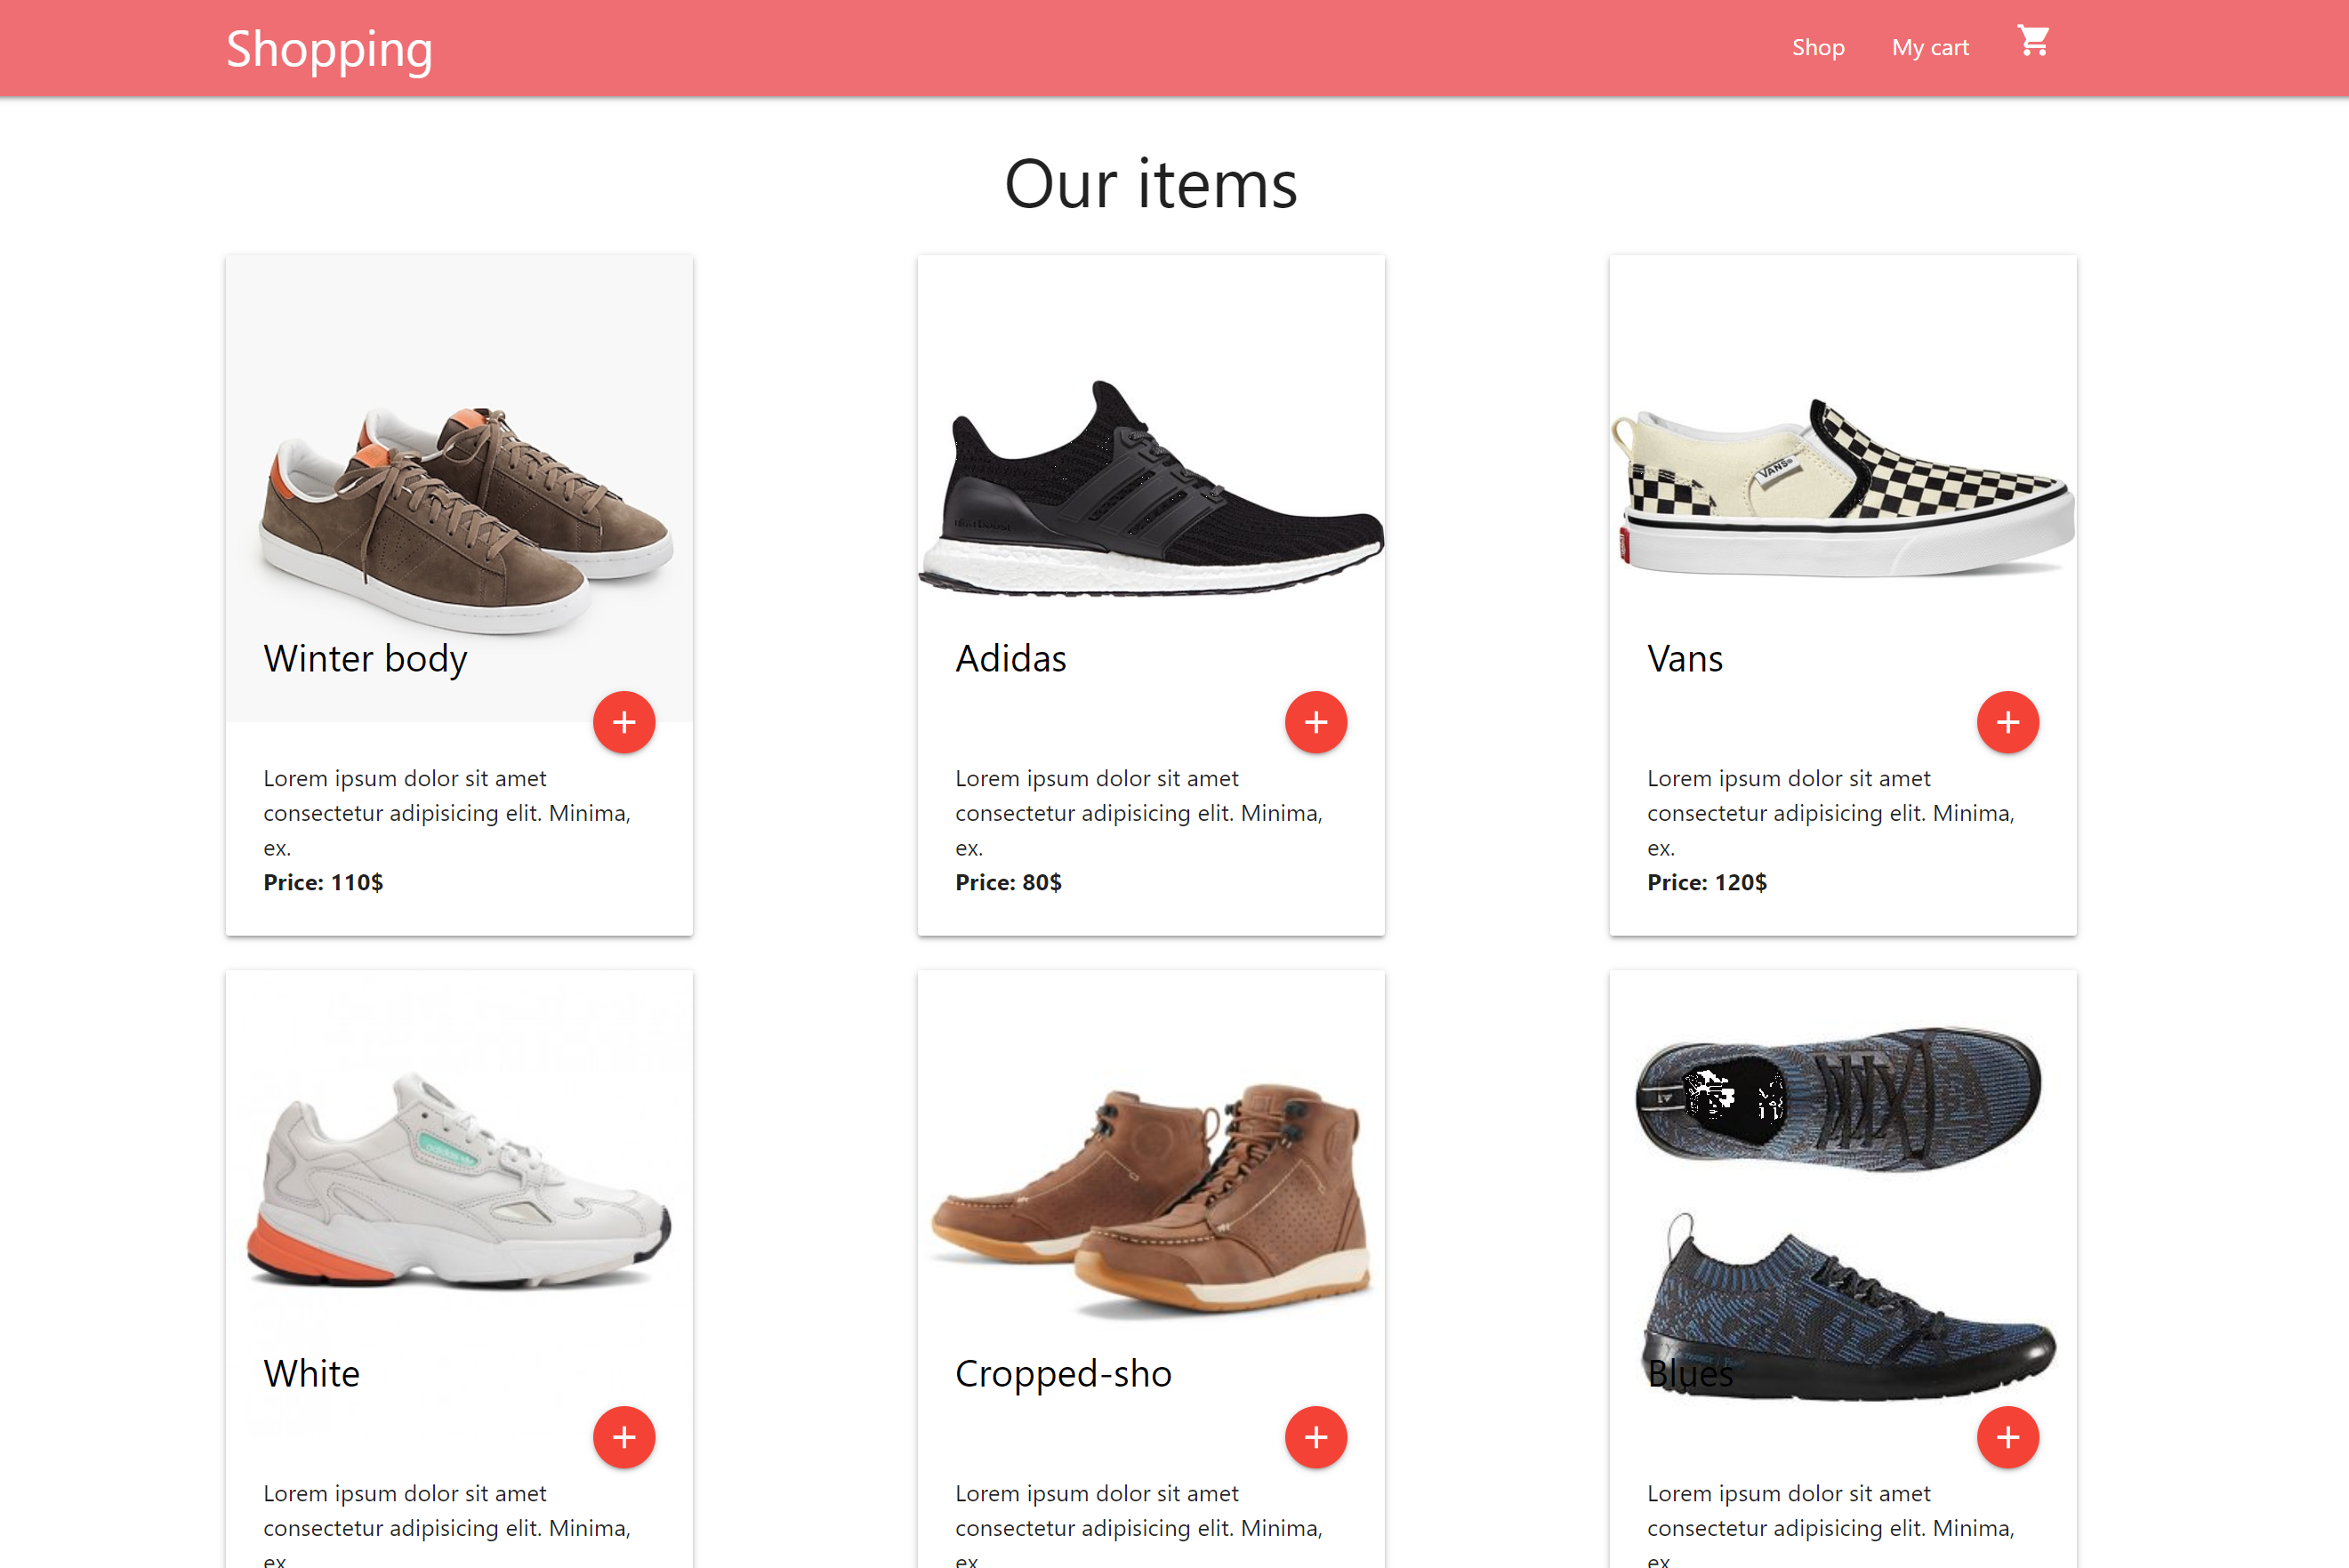 Shopping
Shop
My cart
Our items
VANS
Winter body
Adidas
Vans
Lorem ipsum dolor sit amet
consectetur adipisicing elit. Minima,
ex.
Price: 110$
Lorem ipsum dolor sit amet
consectetur adipisicing elit. Minima,
ex.
Price: 80$
Lorem ipsum dolor sit amet
consectetur adipisicing elit. Minima,
ex.
Price: 120$
White
Cropped-sho
Blues
Lorem ipsum dolor sit amet
consectetur adipisicing elit. Minima,
ex
Lorem ipsum dolor sit amet
consectetur adipisicing elit. Minima,
ex
Lorem ipsum dolor sit amet
consectetur adipisicing elit. Minima,
ex